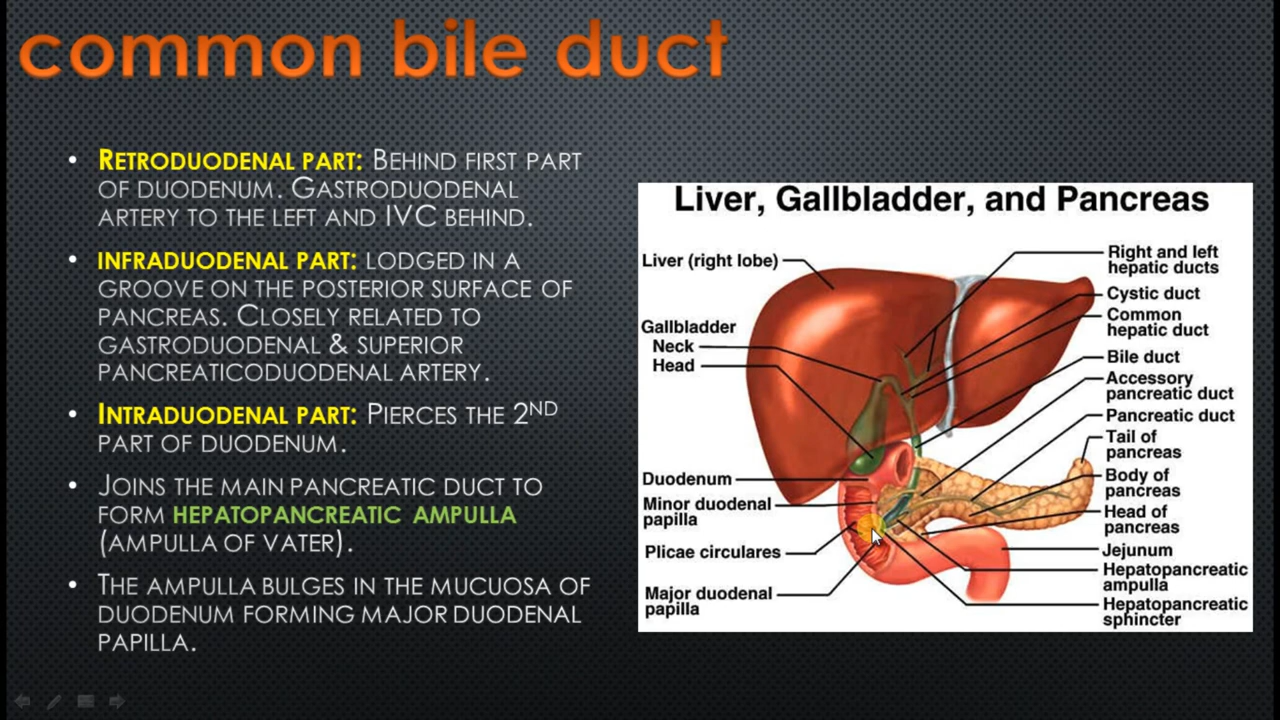 common bile duct
• RETRODUODENAL PART: BEHIND FIRST PART
OF DUODENUM. GASTRODUODENAL
ARTERY TO THE LEFT AND IVC BEHIND.
• INFRADUODENAL PART: LODGED IN A
GROOVE ON THE POSTERIOR SURFACE OF
PANCREAS. CLOSELY RELATED TO
GASTRODUODENAL & SUPERIOR
PANCREATICODUODENAL ARTERY.
• INTRADUODENAL PART: PIERCES THE 2ND
PART OF DUODENUM.
• JOINS THE MAIN PANCREATIC DUCT TO
FORM HEPATOPANCREATIC AMPULLA
(AMPULLA OF VATER).
• THE AMPULLA BULGES IN THE MUCUOSA OF
DUODENUM FORMING MAJOR DUODENAL
PAPILLA.
Liver, Gallbladder, and Pancreas
Liver (right lobe)
Gallbladder
Neck
Head
Duodenum
Minor duodenal
papilla
Plicae circulares
Major duodenal
papilla
Right and left
hepatic ducts
Cystic duct
Common
hepatic duct
Bile duct
Accessory
pancreatic duct
Pancreatic duct
Tail of
pancreas
Body of
pancreas
Head of
pancreas
Jejunum
Hepatopancreatic
ampulla
Hepatopancreatic
sphincter